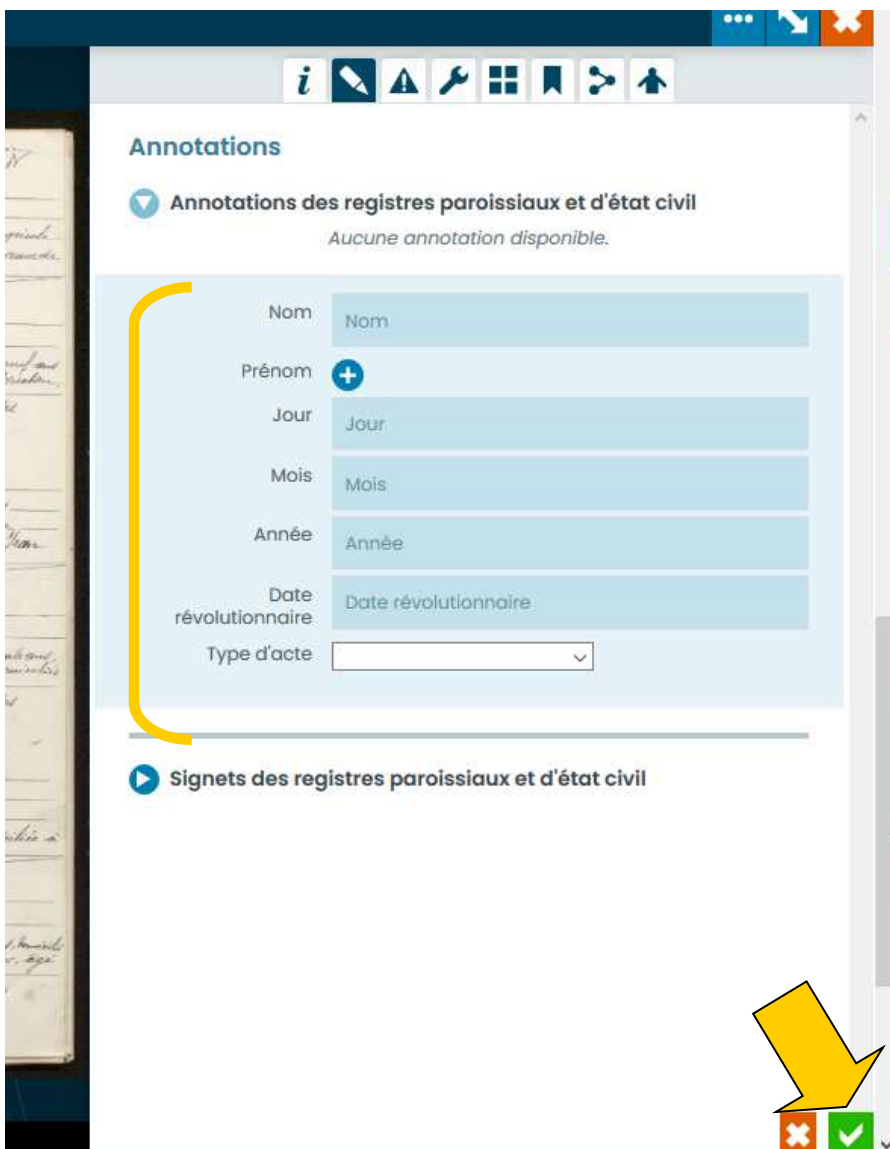 Annotations
Annotations des registres paroissiaux et d'état civil
Aucune annotation disponible.
Nom Nom
Prénom
Jour Jour
Mois Mois
Année Année
Date révolutionnaire Date révolutionnaire
Type d'acte
Signets des registres paroissiaux et d'état civil